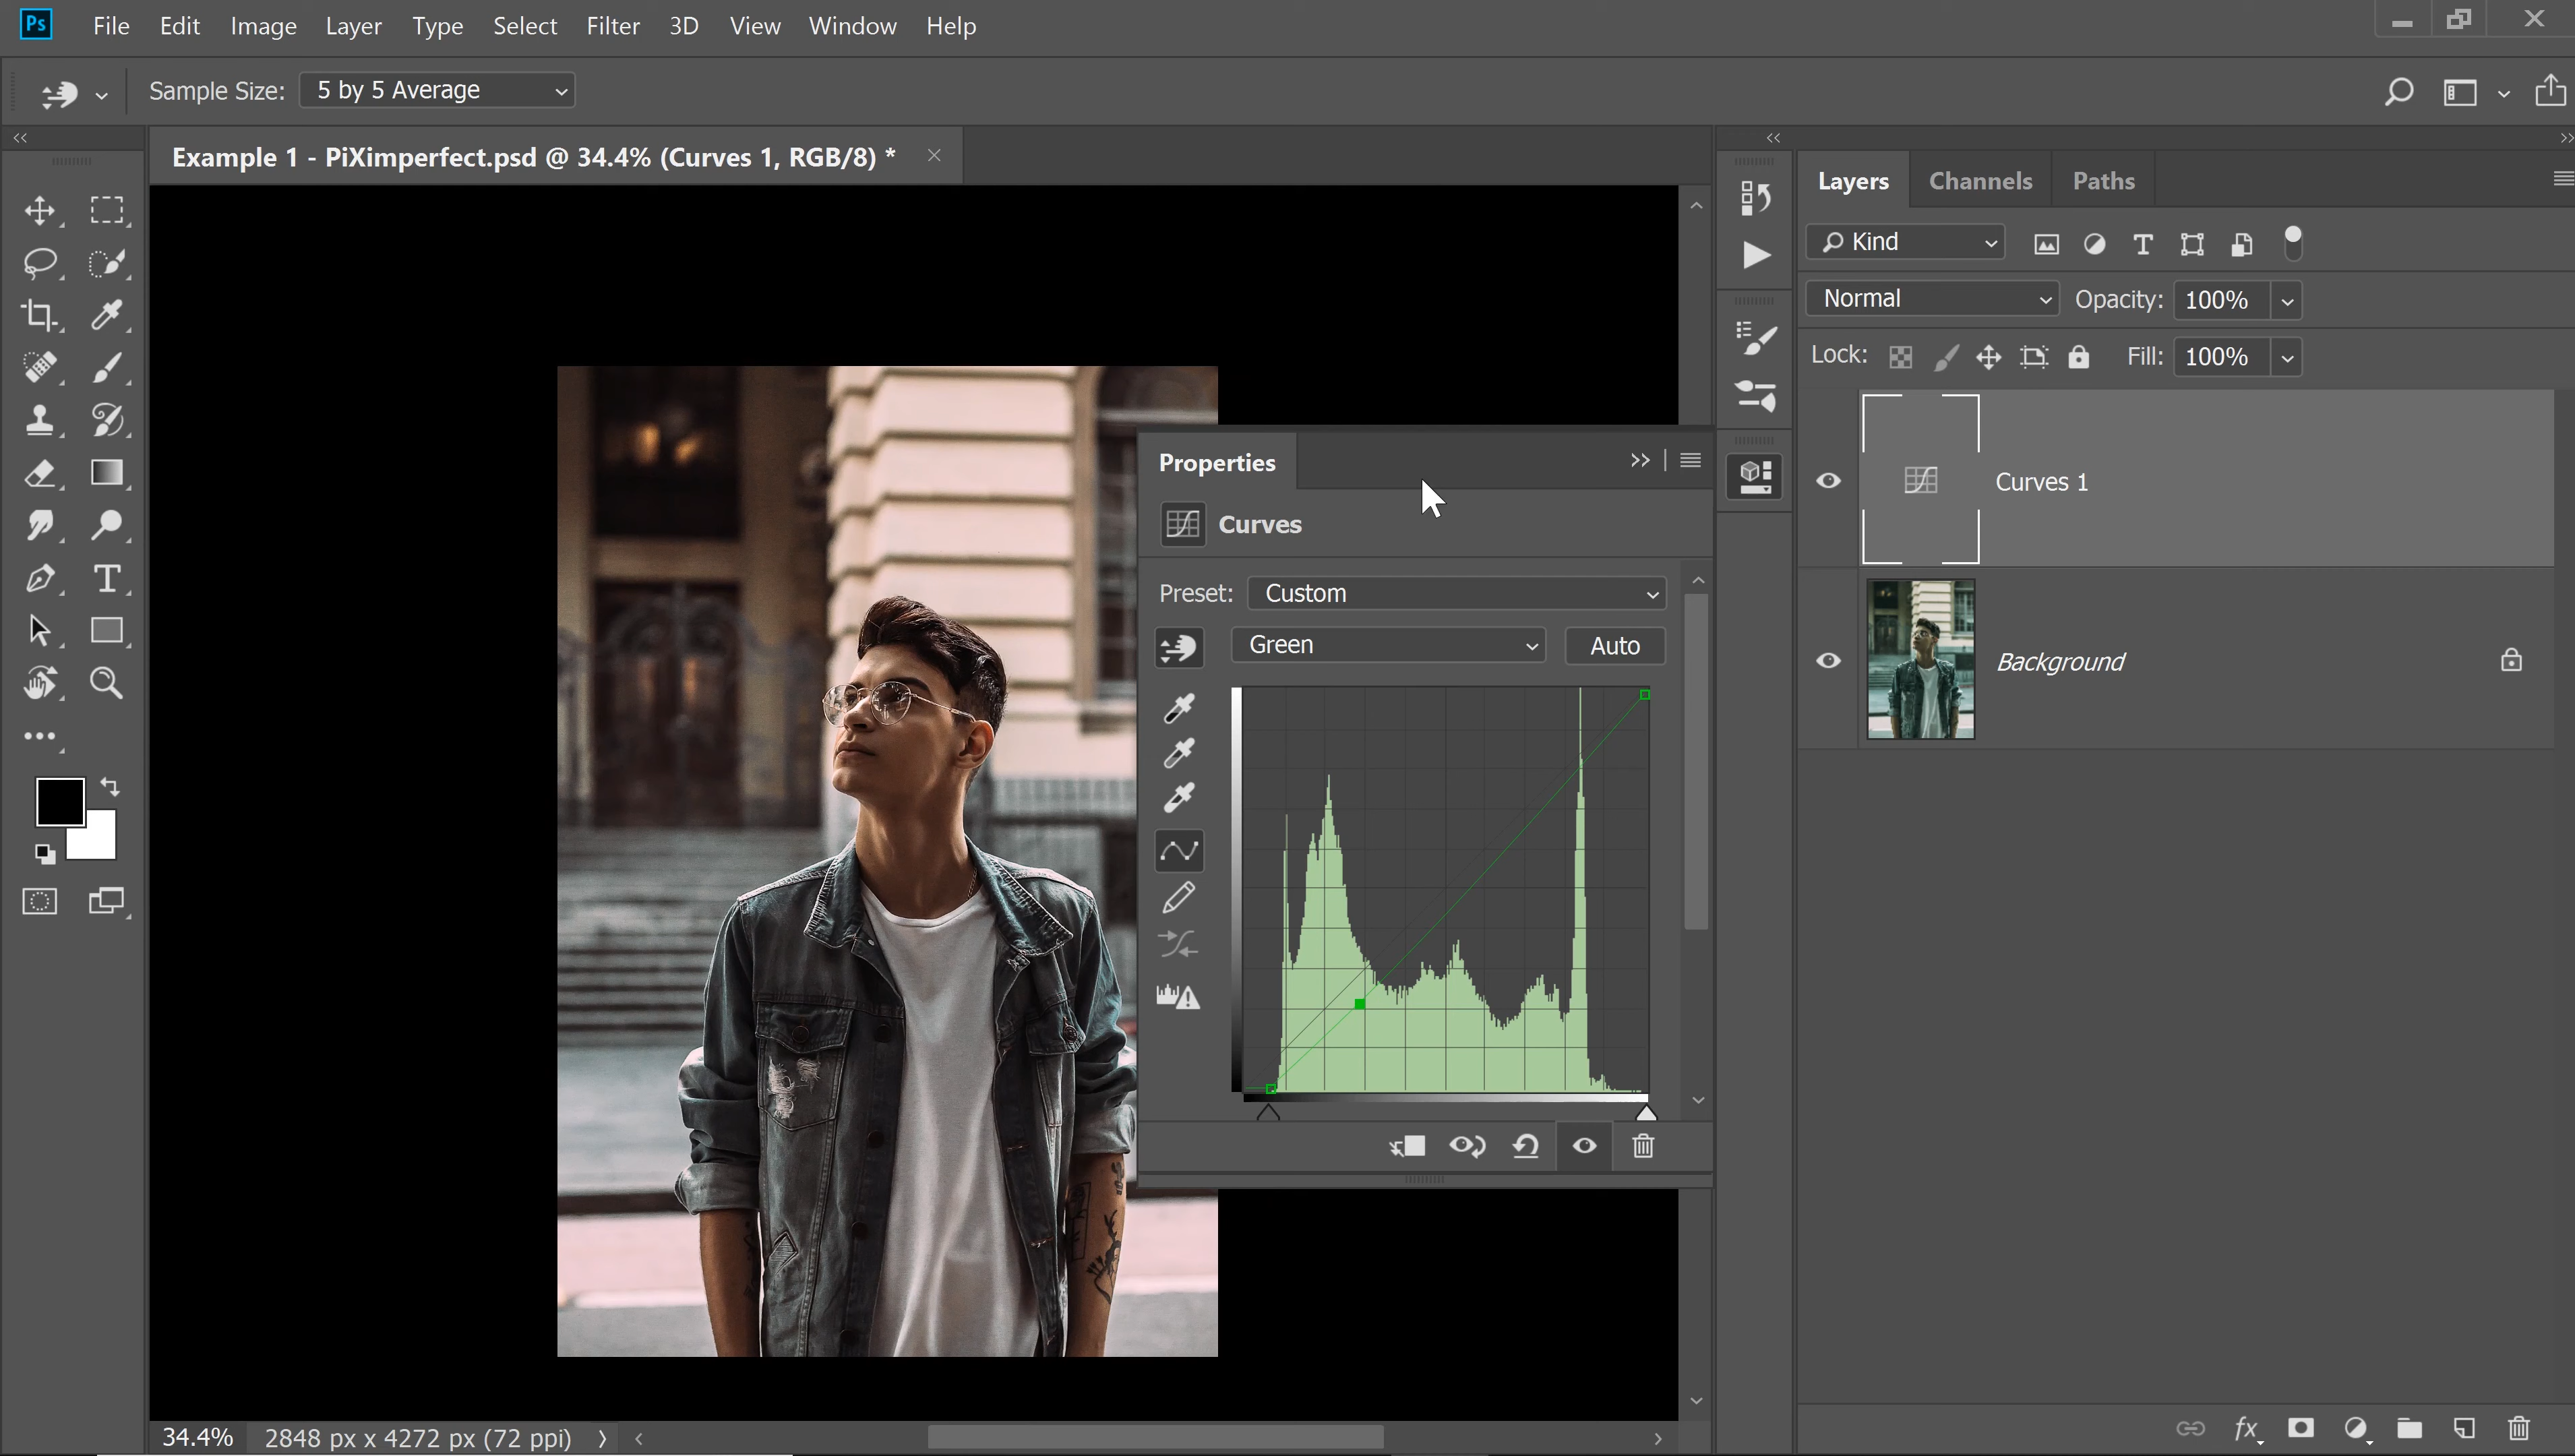 Ps File Edit Image Layer Type Select Filter 3D View Window Help
Sample Size: 5 by 5 Average
Example 1 - PiXimperfect.psd @ 34.4% (Curves 1, RGB/8) *
Layers Channels Paths
Kind
Normal Opacity: 100%
Lock: Fill: 100%
Properties
Curves
Curves 1
Preset: Custom
Green Auto
Background
34.4% 2848 px x 4272 px (72 ppi)
fx